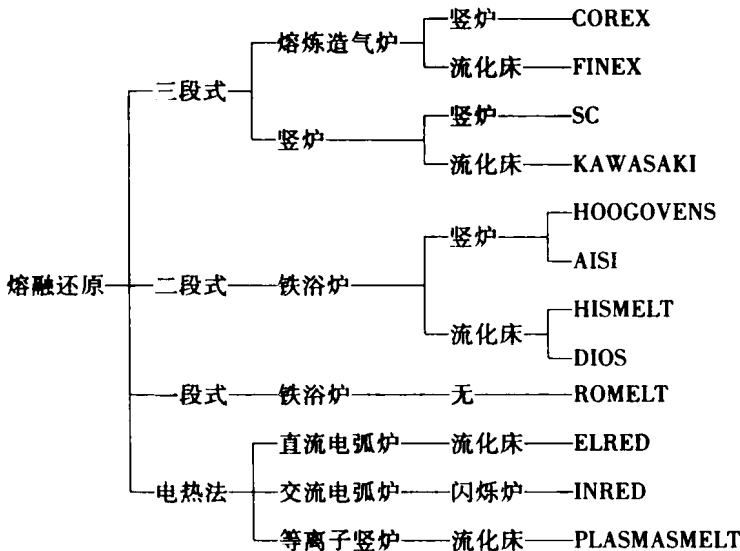 竖炉 COREX
熔炼造气炉
流化床 FINEX
三段式
竖炉 SC
竖炉
流化床 KAWASAKI
HOOGOVENS
竖炉
AISI
熔融还原 二段式 铁浴炉
HISMELT
流化床
DIOS
一段式 铁浴炉 无 ROMELT
直流电弧炉 流化床 ELRED
电热法 交流电弧炉 闪烁炉 INRED
等离子竖炉 流化床 PLASMASMELT